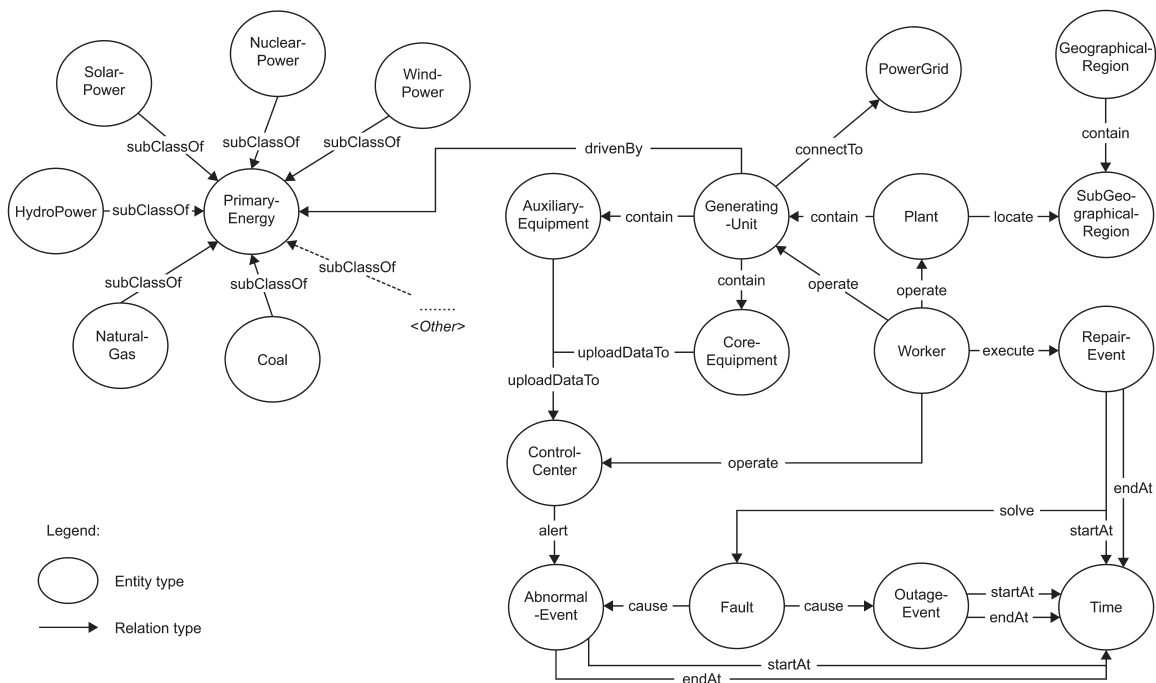 Solar-
Power
Nuclear-
Power
Wind-
Power
PowerGrid
Geographical-
Region
subClassOf
subClassOf
subClassOf
drivenBy
connectTo
contain
HydroPower
subClassOf
Primary-
Energy
Auxiliary-
Equipment
contain
Generating
-Unit
contain
Plant
locate
SubGeo-
graphical-
Region
subClassOf
subClassOf
subClassOf
contain
operate
operate
........
<Other>
Natural-
Gas
Coal
uploadDataTo
Core-
Equipment
Worker
execute
Repair-
Event
uploadDataTo
Control-
Center
operate
endAt
solve
startAt
alert
Legend:
Entity type
Relation type
Abnormal
-Event
cause
Fault
cause
Outage-
Event
startAt
endAt
Time
startAt
endAt